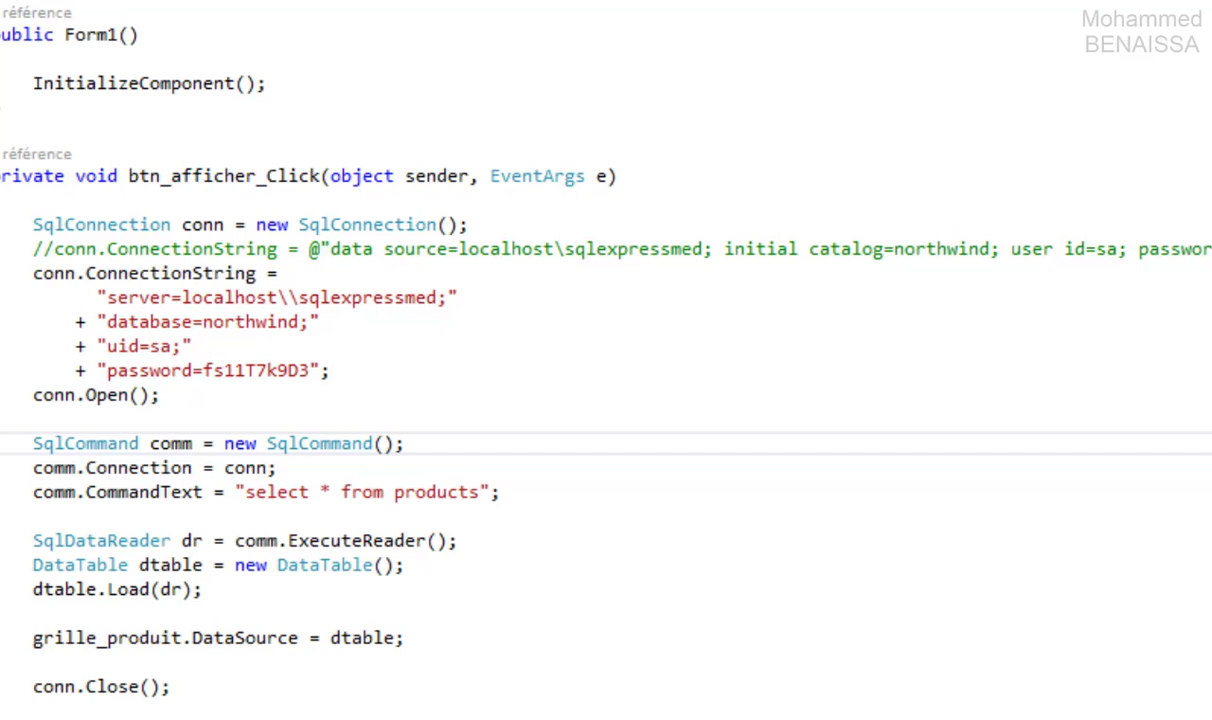 référence
ublic Form1()
InitializeComponent();
référence
rivate void btn_afficher_Click(object sender, EventArgs e)
SqlConnection conn = new SqlConnection();
//conn.ConnectionString = @"data source=localhost\sqlexpressmed; initial catalog=northwind; user id=sa; passwor
conn.ConnectionString =
"server=localhost\\sqlexpressmed;"
+ "database=northwind;"
+ "uid=sa;"
+ "password=fs11T7k9D3";
conn.Open();
SqlCommand comm = new SqlCommand();
comm.Connection = conn;
comm.CommandText = "select * from products";
SqlDataReader dr = comm.ExecuteReader();
DataTable dtable = new DataTable();
dtable.Load(dr);
grille_produit.DataSource = dtable;
conn.Close();
Mohammed
BENAISSA